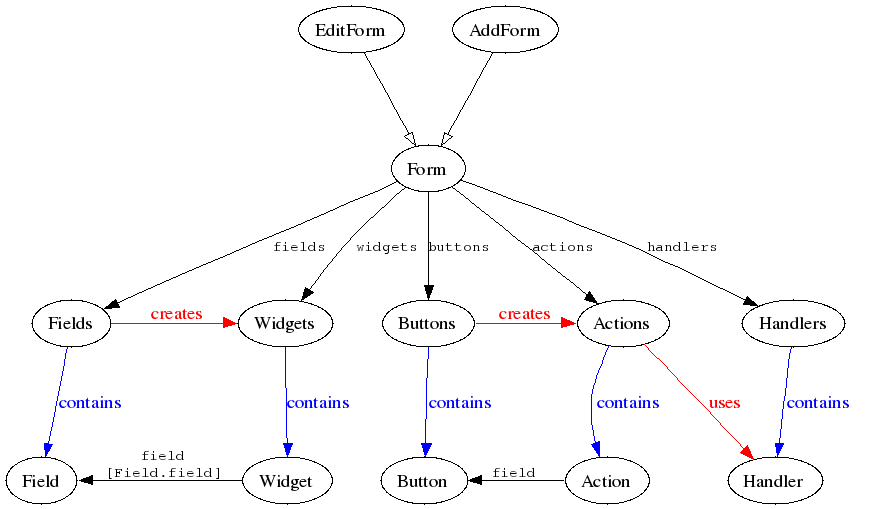 EditForm
AddForm
Form
fields
widgets
buttons
actions
handlers
Fields
creates
Widgets
Buttons
creates
Actions
Handlers
contains
contains
contains
contains
uses
contains
field
[Field.field]
field
Field
Widget
Button
Action
Handler